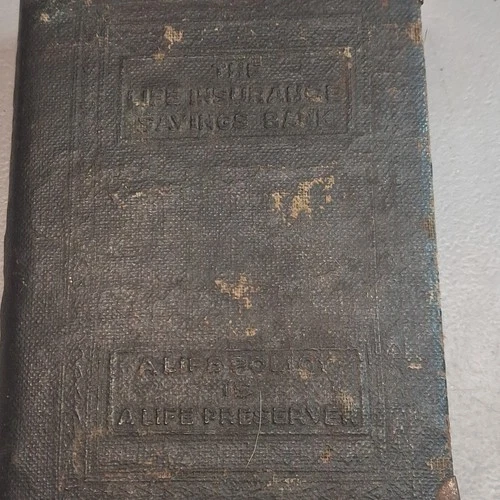 THE
LIFE INSURANCE
SAVINGS BANK
A LIFE POLICY
IS
A LIFE PRESERVER